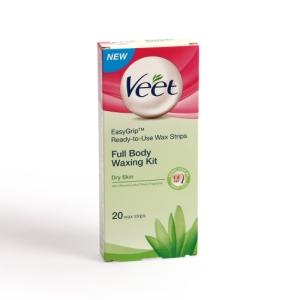 NEW
Veet
EasyGrip™
Ready-to-Use Wax Strips
Full Body
Waxing Kit
Dry Skin
20 wax strips